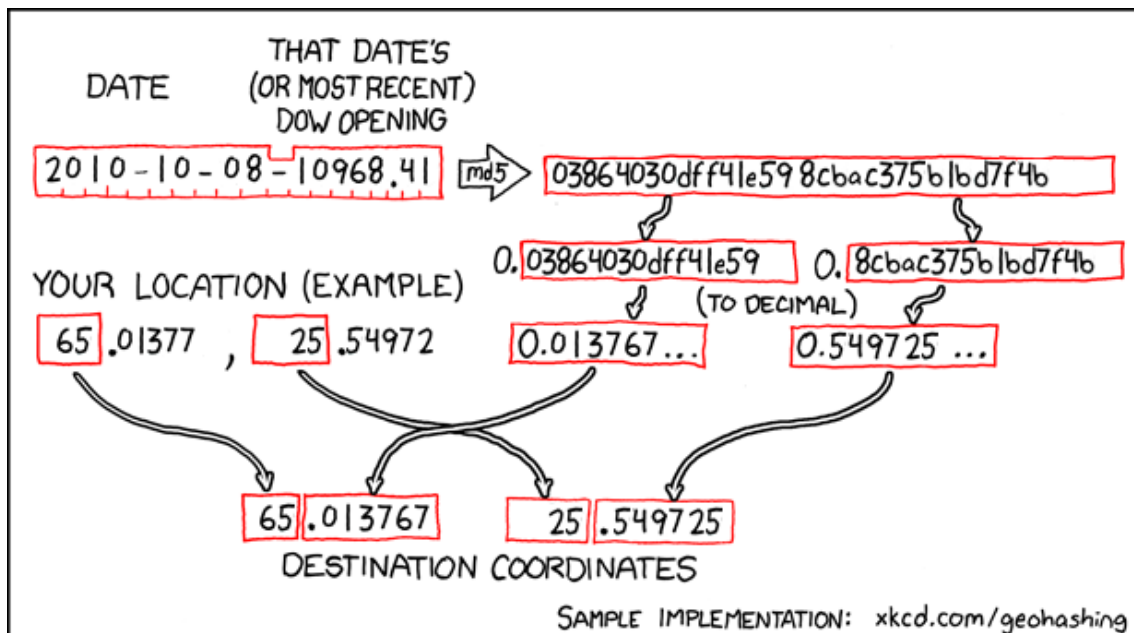 DATE
THAT DATE'S
(OR MOST RECENT)
DOW OPENING
2010-10-08-10968.41
md5
03864030dff41e598cbac375b1bd7f4b
0.03864030dff41e59
0.8cbac375b1bd7f4b
(TO DECIMAL)
YOUR LOCATION (EXAMPLE)
65.01377, 25.54972
0.013767...
0.549725...
65.013767
25.549725
DESTINATION COORDINATES
SAMPLE IMPLEMENTATION: xkcd.com/geohashing